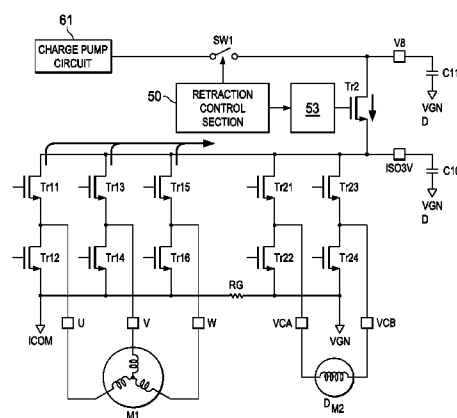 61
CHARGE PUMP
CIRCUIT
SW1
V8
C11
VGN
D
50
RETRACTION
CONTROL
SECTION
53
Tr2
ISO3V
C10
VGN
D
Tr11
Tr13
Tr15
Tr21
Tr23
Tr12
Tr14
Tr16
Tr22
Tr24
RG
U
V
W
VCA
VCB
ICOM
VGN
D
M1
M2